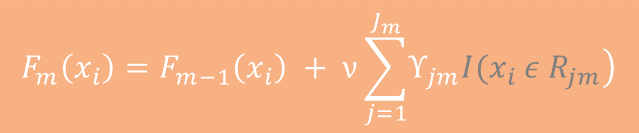 F_m(x_i) = F_{m−1}(x_i) + ν ∑_{j=1}^{J_m} ϒ_{jm} I(x_i ϵ R_{jm})